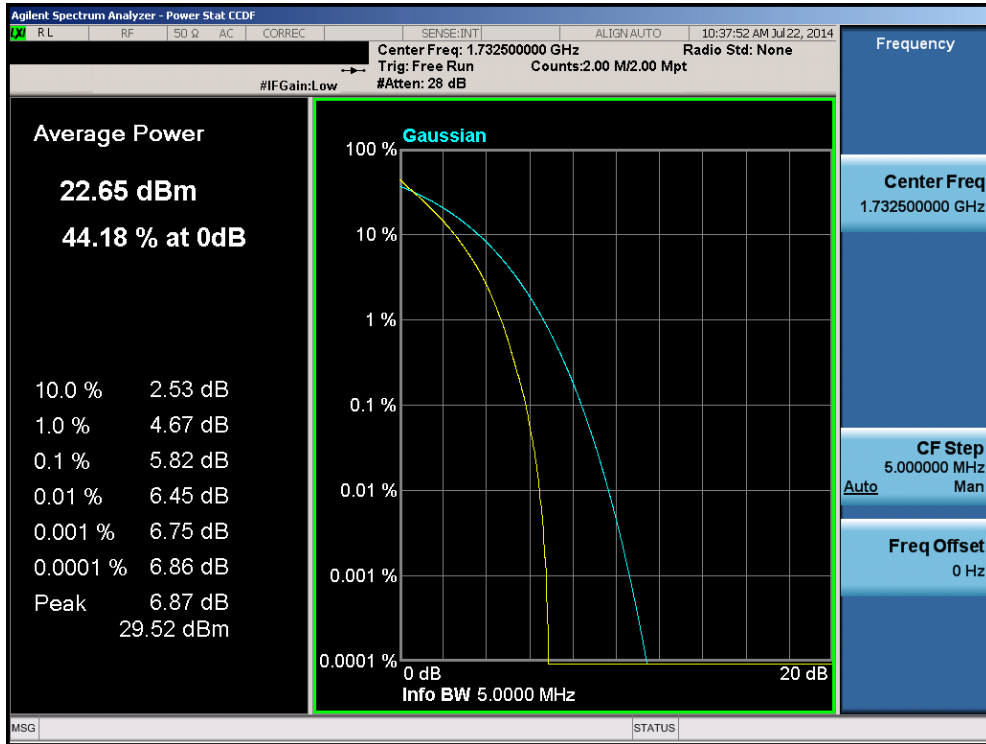 Agilent Spectrum Analyzer - Power Stat CCDF
LXI RL RF 50 Ω AC CORREC SENSE:INT ALIGN AUTO 10:37:52 AM Jul 22, 2014
Center Freq: 1.732500000 GHz Radio Std: None
Trig: Free Run Counts:2.00 M/2.00 Mpt
#IFGain:Low #Atten: 28 dB
Average Power
22.65 dBm
44.18 % at 0dB
10.0 % 2.53 dB
1.0 % 4.67 dB
0.1 % 5.82 dB
0.01 % 6.45 dB
0.001 % 6.75 dB
0.0001 % 6.86 dB
Peak 6.87 dB
29.52 dBm
Gaussian
100 %
10 %
1 %
0.1 %
0.01 %
0.001 %
0.0001 %
0 dB 20 dB
Info BW 5.0000 MHz
Frequency
Center Freq
1.732500000 GHz
CF Step
5.000000 MHz
Auto Man
Freq Offset
0 Hz
MSG STATUS